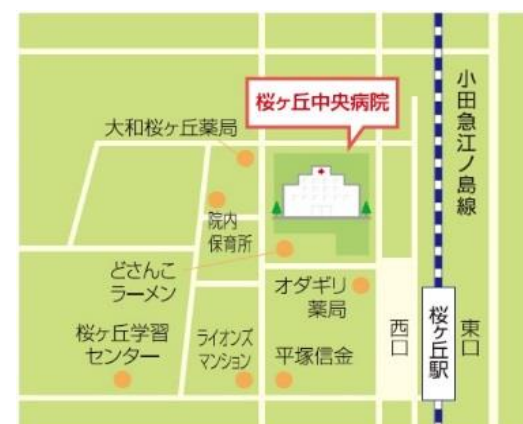 桜ヶ丘中央病院
大和桜ヶ丘薬局
小田急江ノ島線
院内
保育所
どさんこ
ラーメン
オダギリ
薬局
桜ヶ丘学習
センター
ライオンズ
マンション
平塚信金
西口
桜ヶ丘駅
東口